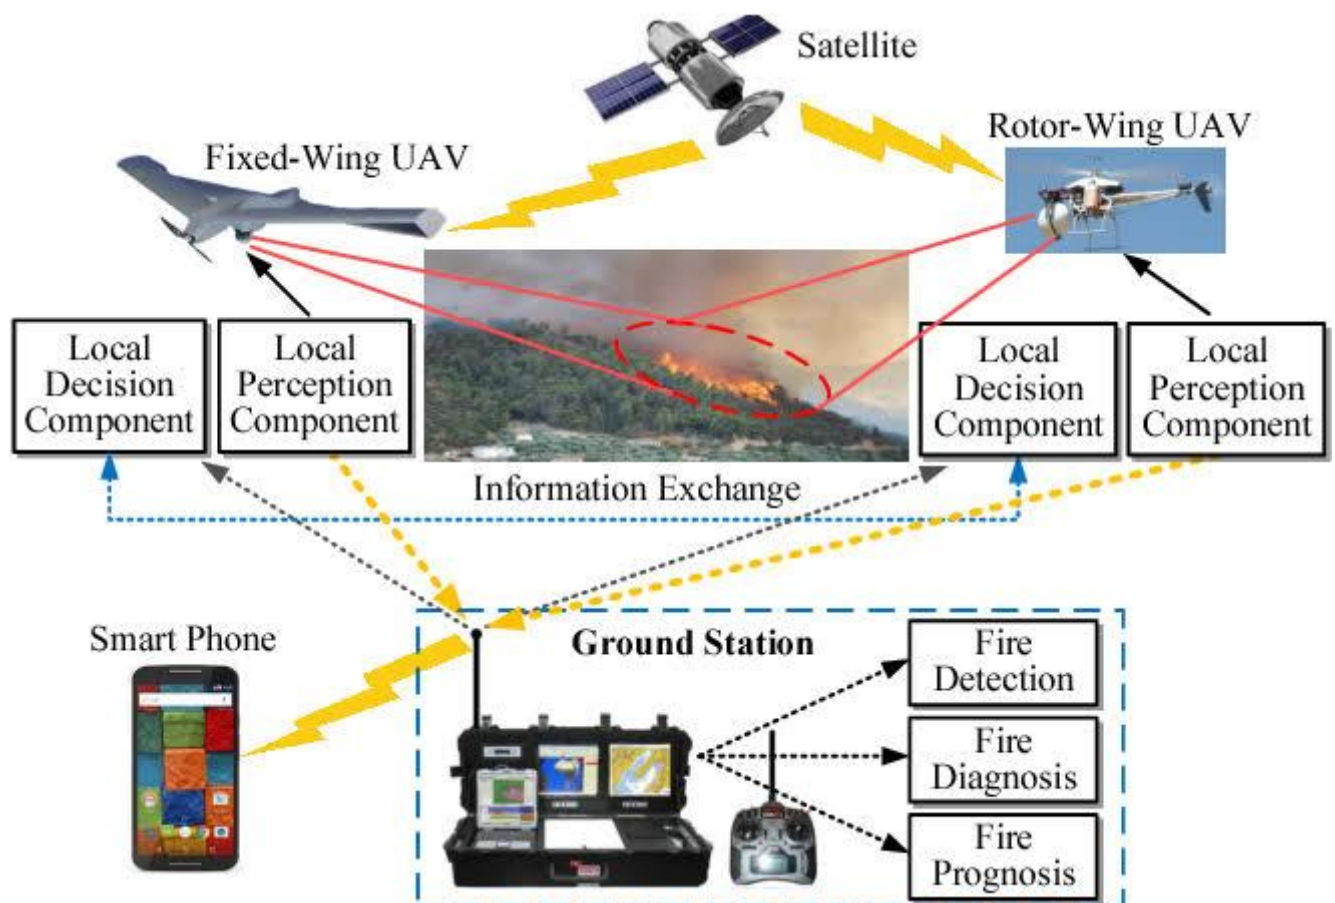 Satellite
Fixed-Wing UAV
Rotor-Wing UAV
Local
Decision
Component
Local
Perception
Component
Local
Decision
Component
Local
Perception
Component
Information Exchange
Smart Phone
Ground Station
Fire
Detection
Fire
Diagnosis
Fire
Prognosis